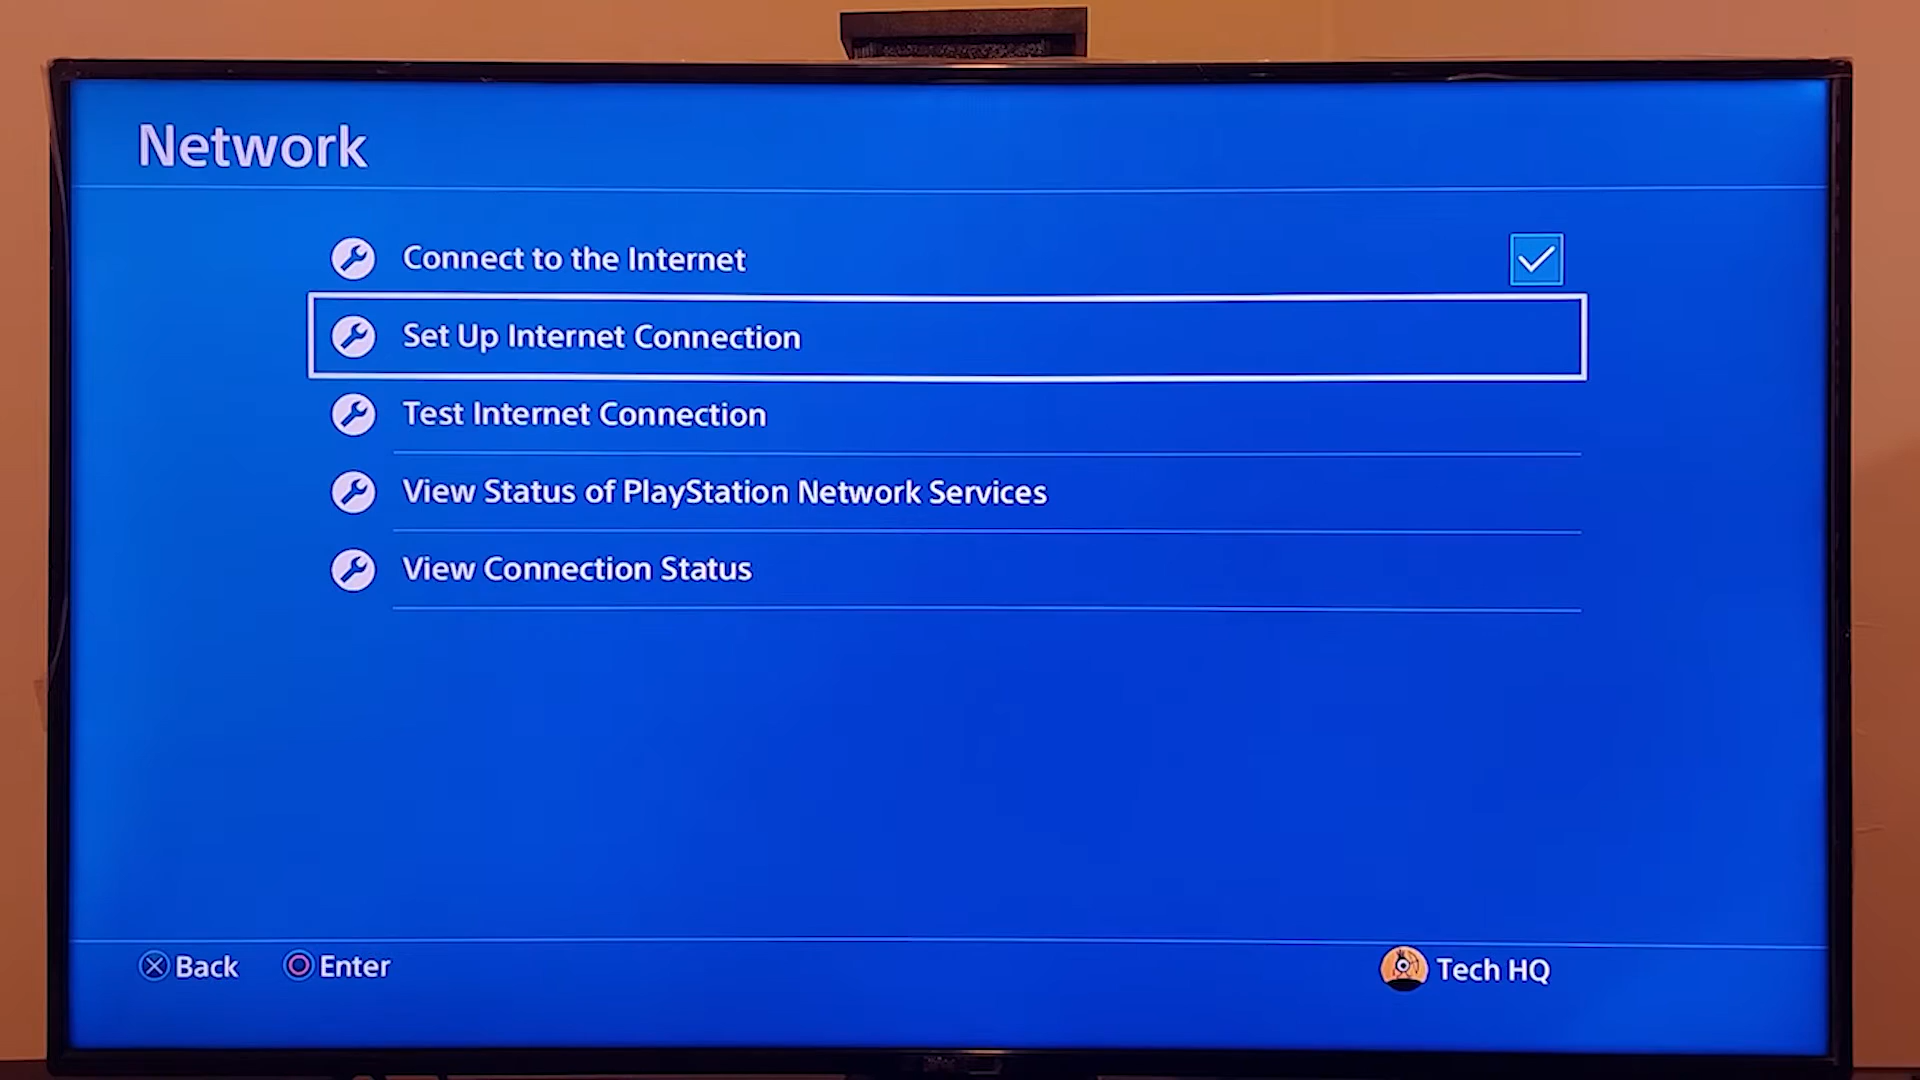 Network
Connect to the Internet
Set Up Internet Connection
Test Internet Connection
View Status of PlayStation Network Services
View Connection Status
Back
Enter
Tech HQ